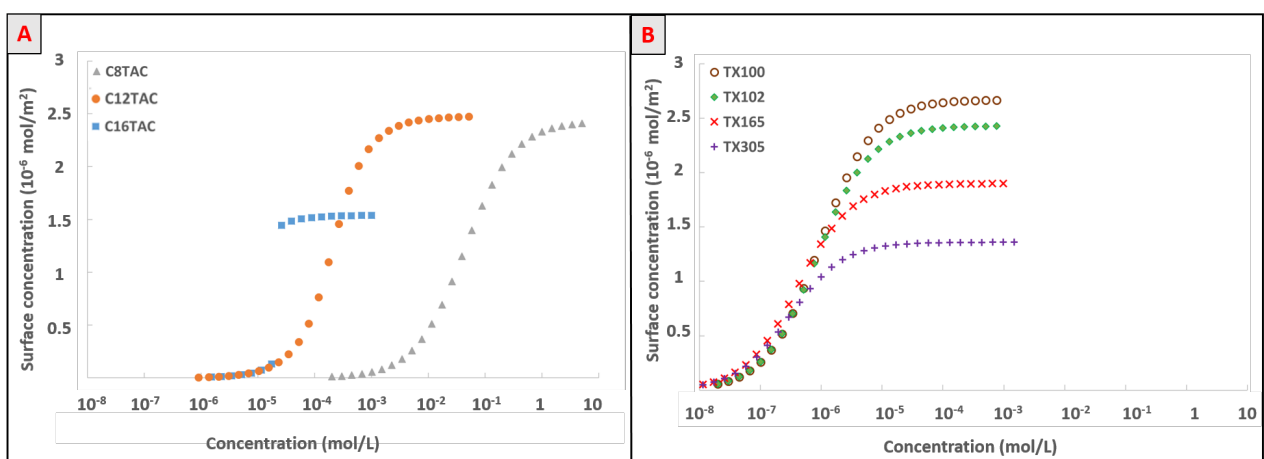 A
3
2.5
2
1.5
1
0.5
Surface concentration (10⁻⁶ mol/m²)
C8TAC
C12TAC
C16TAC
10⁻⁸ 10⁻⁷ 10⁻⁶ 10⁻⁵ 10⁻⁴ 10⁻³ 10⁻² 10⁻¹ 1 10
Concentration (mol/L)
B
3
2.5
2
1.5
1
0.5
Surface concentration (10⁻⁶ mol/m²)
TX100
TX102
TX165
TX305
10⁻⁸ 10⁻⁷ 10⁻⁶ 10⁻⁵ 10⁻⁴ 10⁻³ 10⁻² 10⁻¹ 1 10
Concentration (mol/L)